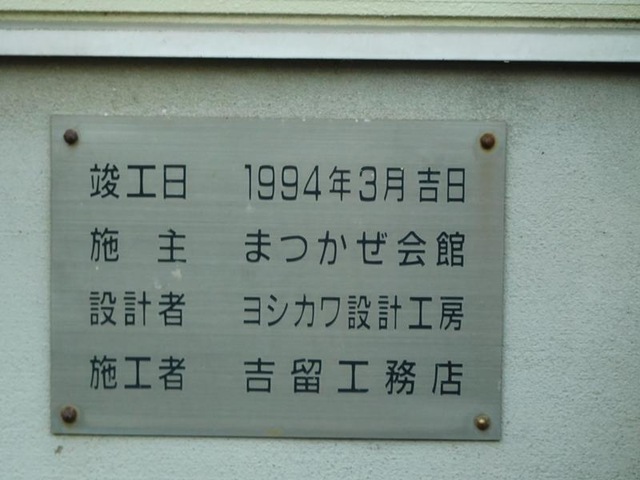 竣工日 1994年3月吉日
施主 まつかぜ会館
設計者 ヨシカワ設計工房
施工者 吉留工務店